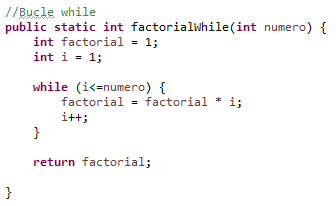 //Bucle while
public static int factorialWhile(int numero) {
    int factorial = 1;
    int i = 1;

    while (i<=numero) {
        factorial = factorial * i;
        i++;
    }

    return factorial;

}